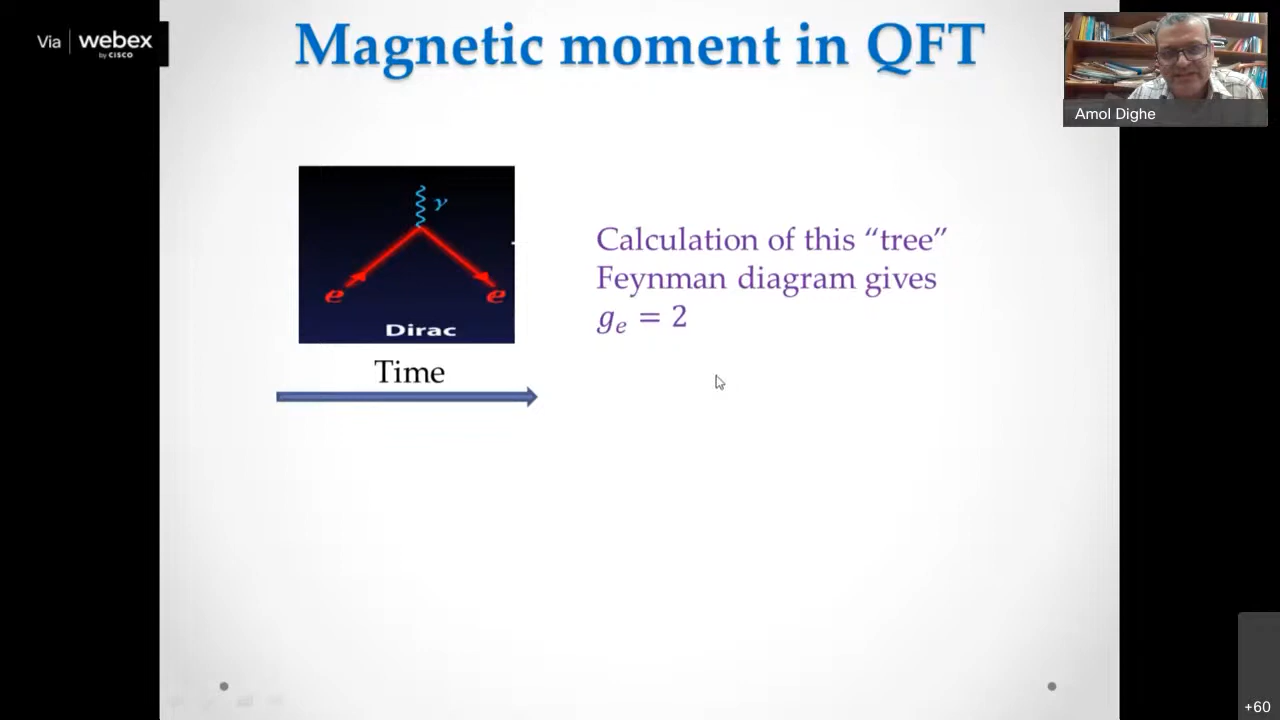 Via | webex
by CISCO
Magnetic moment in QFT
Amol Dighe
γ
e e
Dirac
Time
Calculation of this “tree”
Feynman diagram gives
gₑ = 2
+60